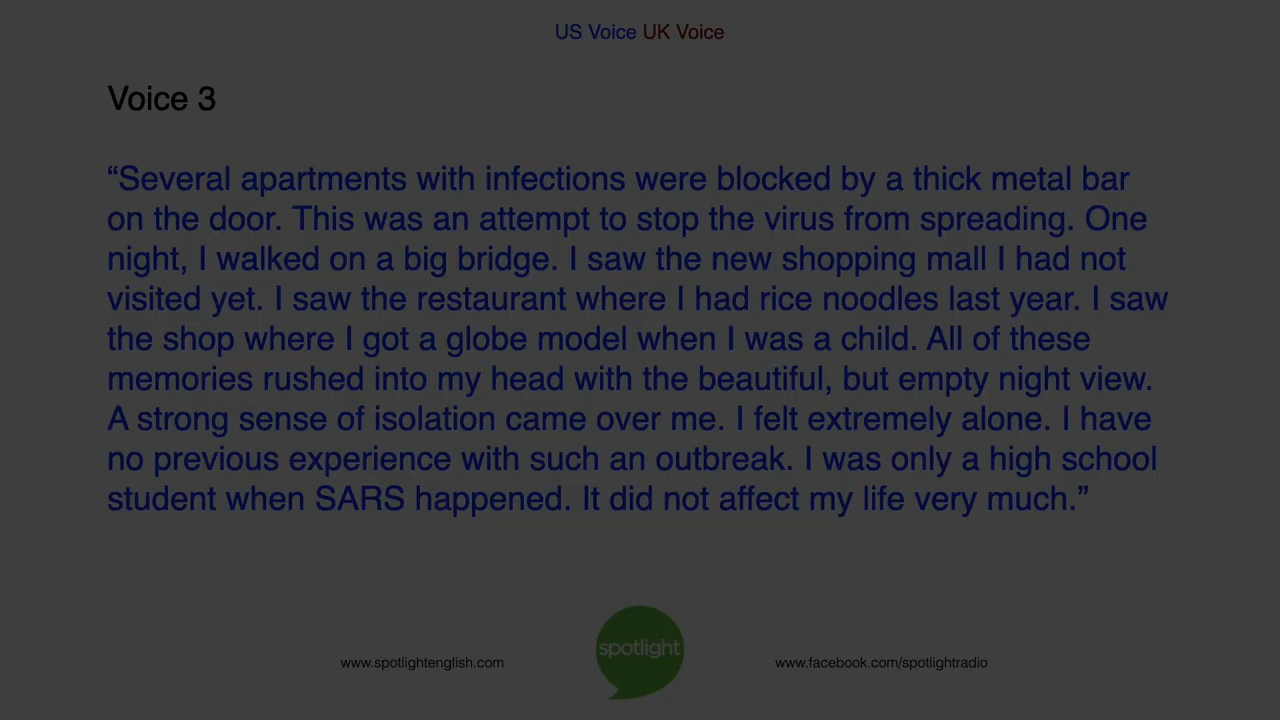 US Voice UK Voice
Voice 3
“Several apartments with infections were blocked by a thick metal bar
on the door. This was an attempt to stop the virus from spreading. One
night, I walked on a big bridge. I saw the new shopping mall I had not
visited yet. I saw the restaurant where I had rice noodles last year. I saw
the shop where I got a globe model when I was a child. All of these
memories rushed into my head with the beautiful, but empty night view.
A strong sense of isolation came over me. I felt extremely alone. I have
no previous experience with such an outbreak. I was only a high school
student when SARS happened. It did not affect my life very much.”
spotlight
www.spotlightenglish.com
www.facebook.com/spotlightradio